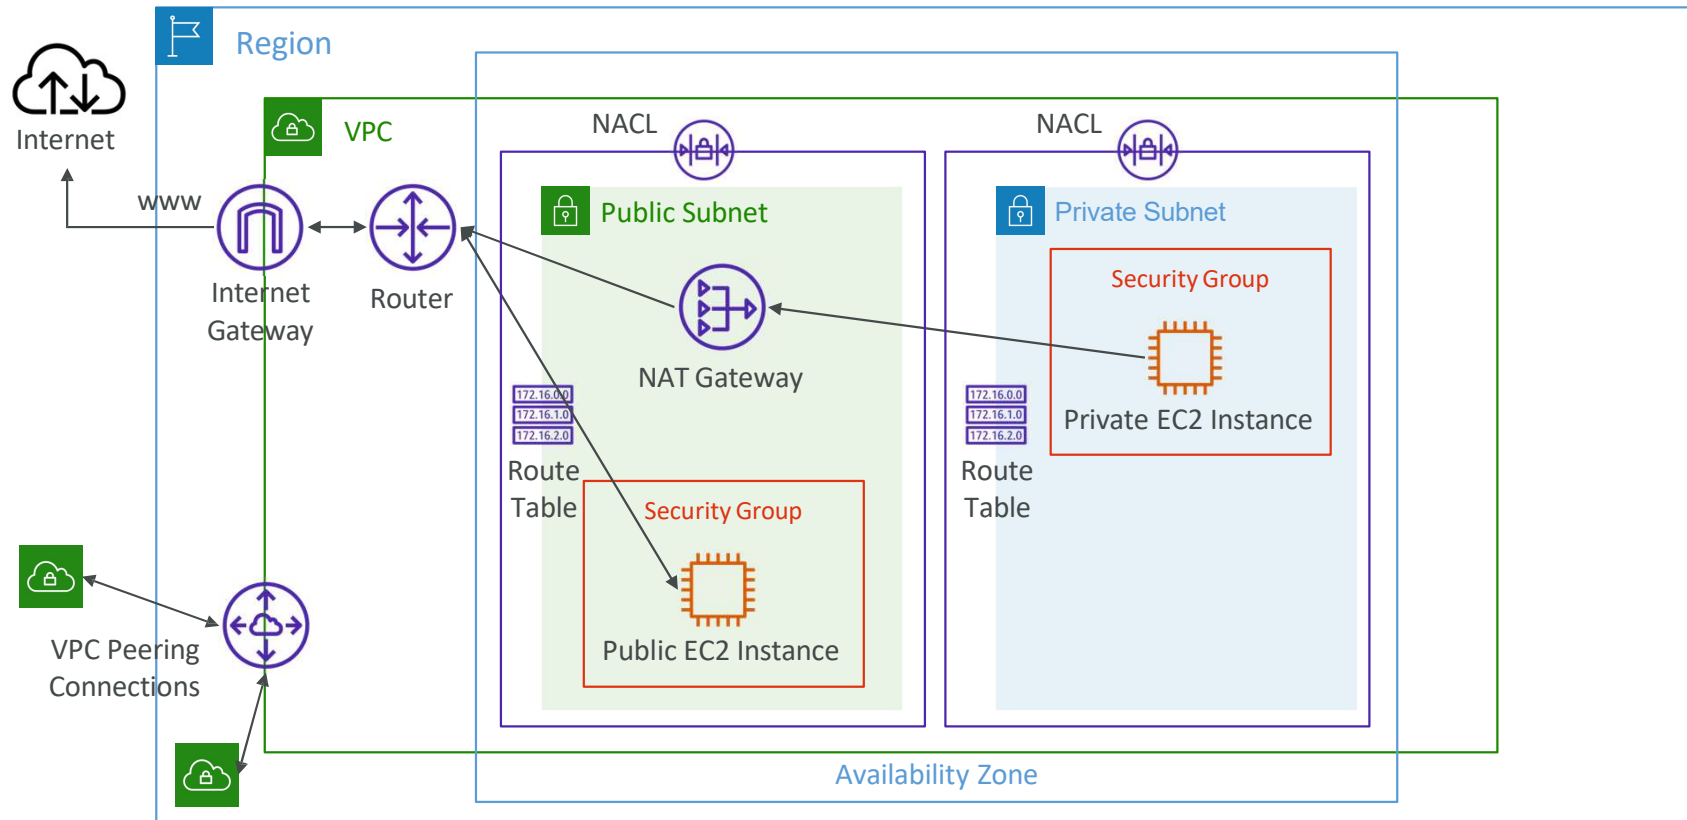 Region
Internet
VPC
NACL
NACL
www
Public Subnet
Private Subnet
Internet
Gateway
Router
Security Group
NAT Gateway
172.16.0.0
172.16.1.0
172.16.2.0
Route
Table
172.16.0.0
172.16.1.0
172.16.2.0
Route
Table
Private EC2 Instance
Security Group
Public EC2 Instance
VPC Peering
Connections
Availability Zone